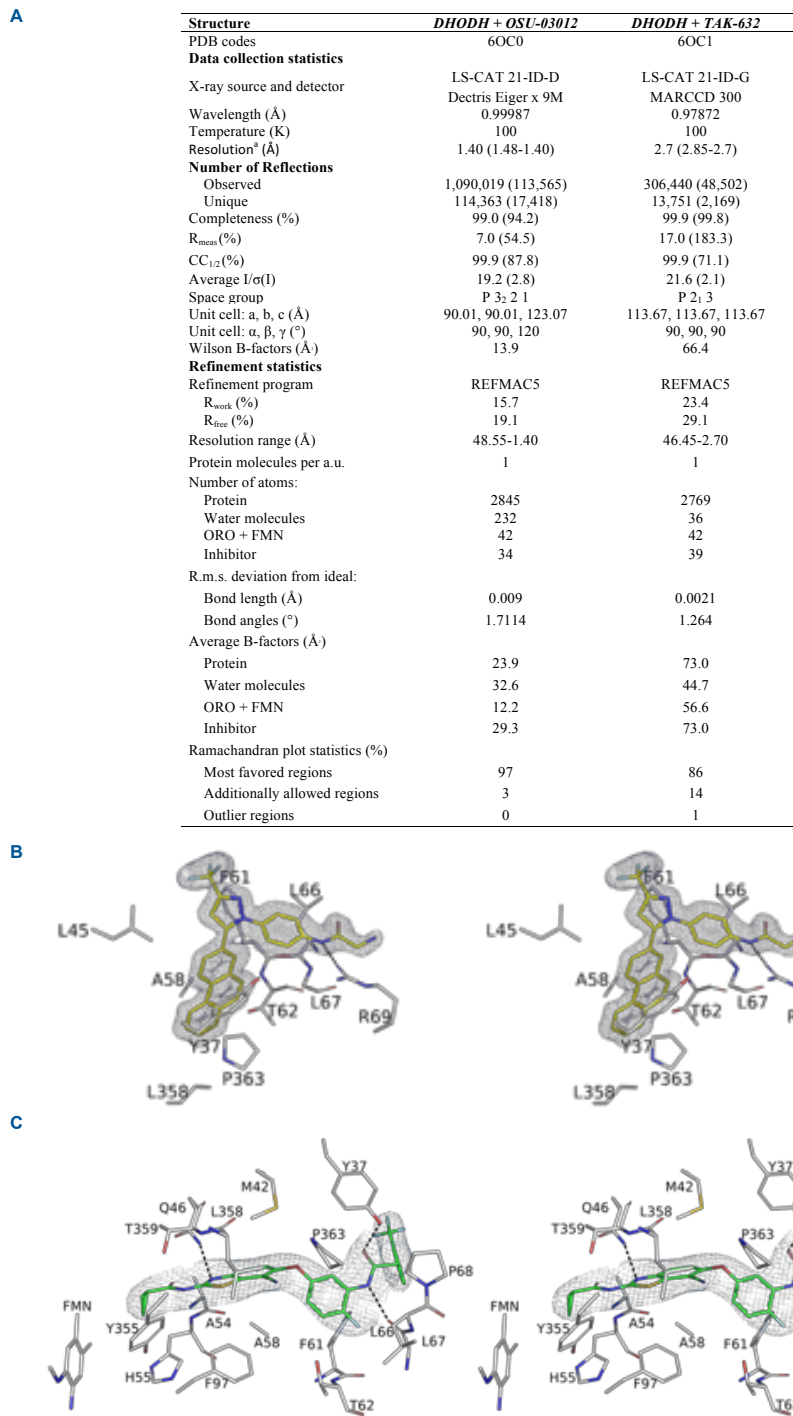 A
Structure DHODH + OSU-03012 DHODH + TAK-632
PDB codes 6OC0 6OC1
Data collection statistics
X-ray source and detector LS-CAT 21-ID-D LS-CAT 21-ID-G
Dectris Eiger x 9M MARCCD 300
Wavelength (Å) 0.99987 0.97872
Temperature (K) 100 100
Resolutionᵃ (Å) 1.40 (1.48-1.40) 2.7 (2.85-2.7)
Number of Reflections
Observed 1,090,019 (113,565) 306,440 (48,502)
Unique 114,363 (17,418) 13,751 (2,169)
Completeness (%) 99.0 (94.2) 99.9 (99.8)
Rmeas (%) 7.0 (54.5) 17.0 (183.3)
CC1/2 (%) 99.9 (87.8) 99.9 (71.1)
Average I/σ(I) 19.2 (2.8) 21.6 (2.1)
Space group P 3₂ 2 1 P 2₁ 3
Unit cell: a, b, c (Å) 90.01, 90.01, 123.07 113.67, 113.67, 113.67
Unit cell: α, β, γ (°) 90, 90, 120 90, 90, 90
Wilson B-factors (Å²) 13.9 66.4
Refinement statistics
Refinement program REFMAC5 REFMAC5
Rwork (%) 15.7 23.4
Rfree (%) 19.1 29.1
Resolution range (Å) 48.55-1.40 46.45-2.70
Protein molecules per a.u. 1 1
Number of atoms:
Protein 2845 2769
Water molecules 232 36
ORO + FMN 42 42
Inhibitor 34 39
R.m.s. deviation from ideal:
Bond length (Å) 0.009 0.0021
Bond angles (°) 1.7114 1.264
Average B-factors (Å²)
Protein 23.9 73.0
Water molecules 32.6 44.7
ORO + FMN 12.2 56.6
Inhibitor 29.3 73.0
Ramachandran plot statistics (%)
Most favored regions 97 86
Additionally allowed regions 3 14
Outlier regions 0 1
B
F61 L66 F61 L66
L45 L45
A58 T62 L67 R69 A58 T62 L67 R
Y37 Y37
P363 P363
L358 L358
C
Y37 Y37
M42 M42
Q46 L358 Q46 L358
T359 P363 T359 P363
P68
FMN A54 FMN A54
Y355 A58 F61 L66 L67 Y355 A58 F61
H55 F97 H55 F97
T62 T6